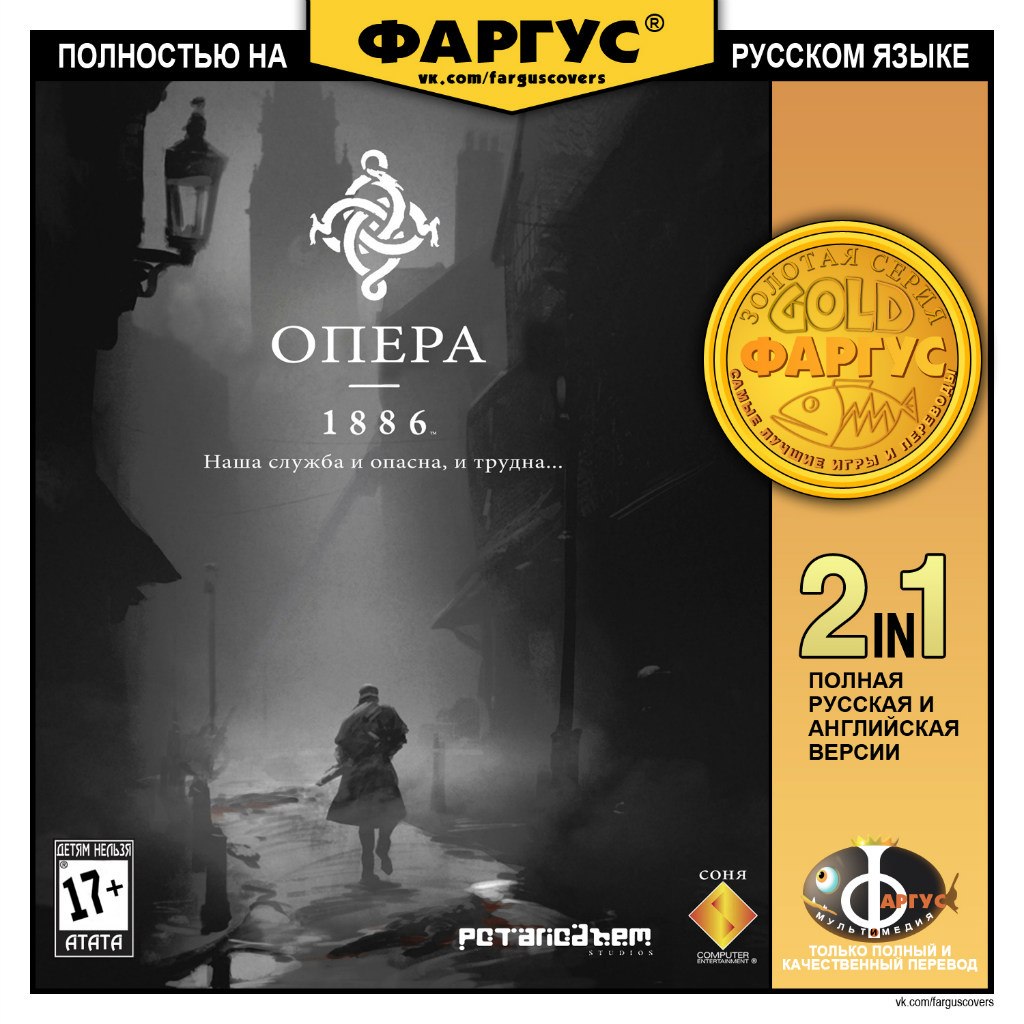 ПОЛНОСТЬЮ НА
ФАРГУС®
РУССКОМ ЯЗЫКЕ
vk.com/farguscovers
ЗОЛОТАЯ СЕРИЯ
GOLD
ФАРГУС
САМЫЕ ЛУЧШИЕ ИГРЫ И ПЕРЕВОДЫ
ОПЕРА
1886™
Наша служба и опасна, и трудна...
2IN1
ПОЛНАЯ
РУССКАЯ И
АНГЛИЙСКАЯ
ВЕРСИИ
ДЕТЯМ НЕЛЬЗЯ
®
17+
АТАТА
STUDIOS
СОНЯ
COMPUTER
ENTERTAINMENT ®
ФАРГУС
МУЛЬТИМЕДИЯ
ТОЛЬКО ПОЛНЫЙ И
КАЧЕСТВЕННЫЙ ПЕРЕВОД
vk.com/farguscovers